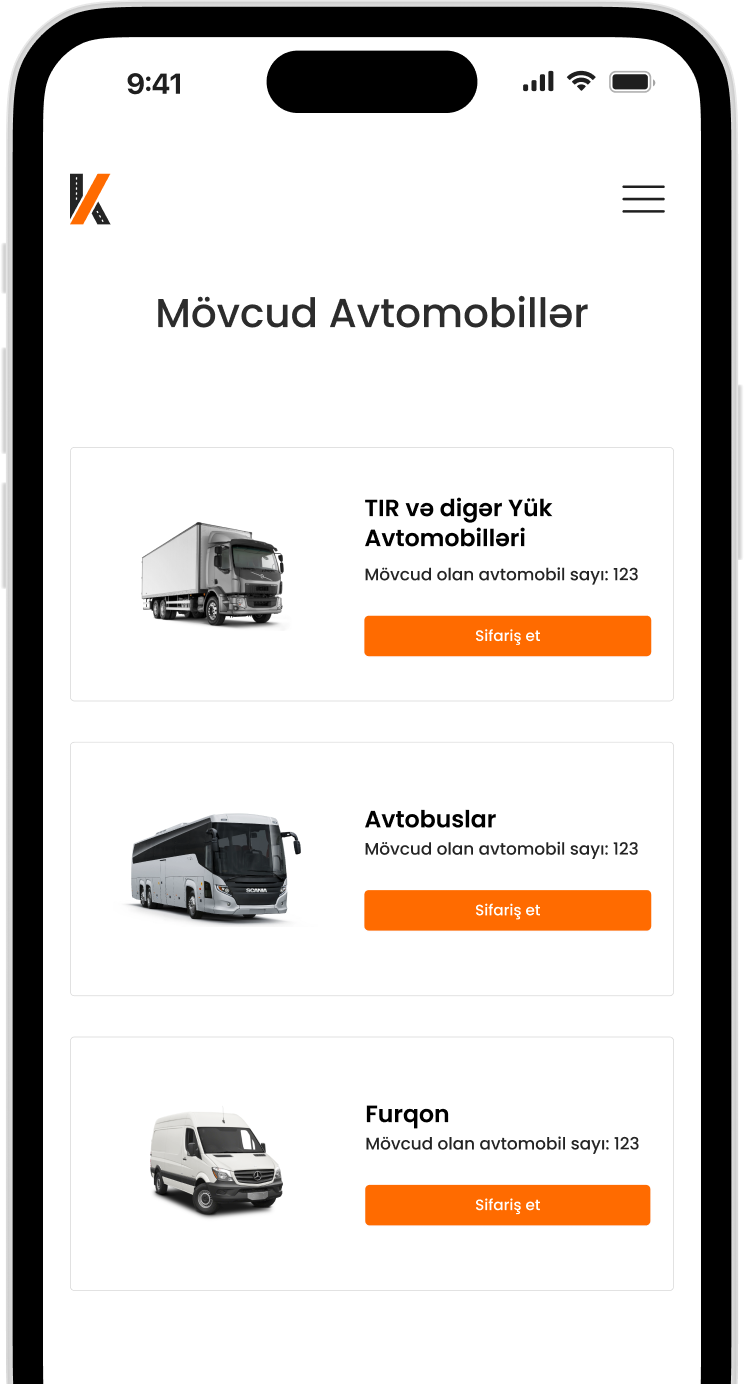 9:41
Mövcud Avtomobillər
TIR və digər Yük
Avtomobilləri
Mövcud olan avtomobil sayı: 123
Sifariş et
Avtobuslar
Mövcud olan avtomobil sayı: 123
SCANIA
Sifariş et
Furqon
Mövcud olan avtomobil sayı: 123
Sifariş et